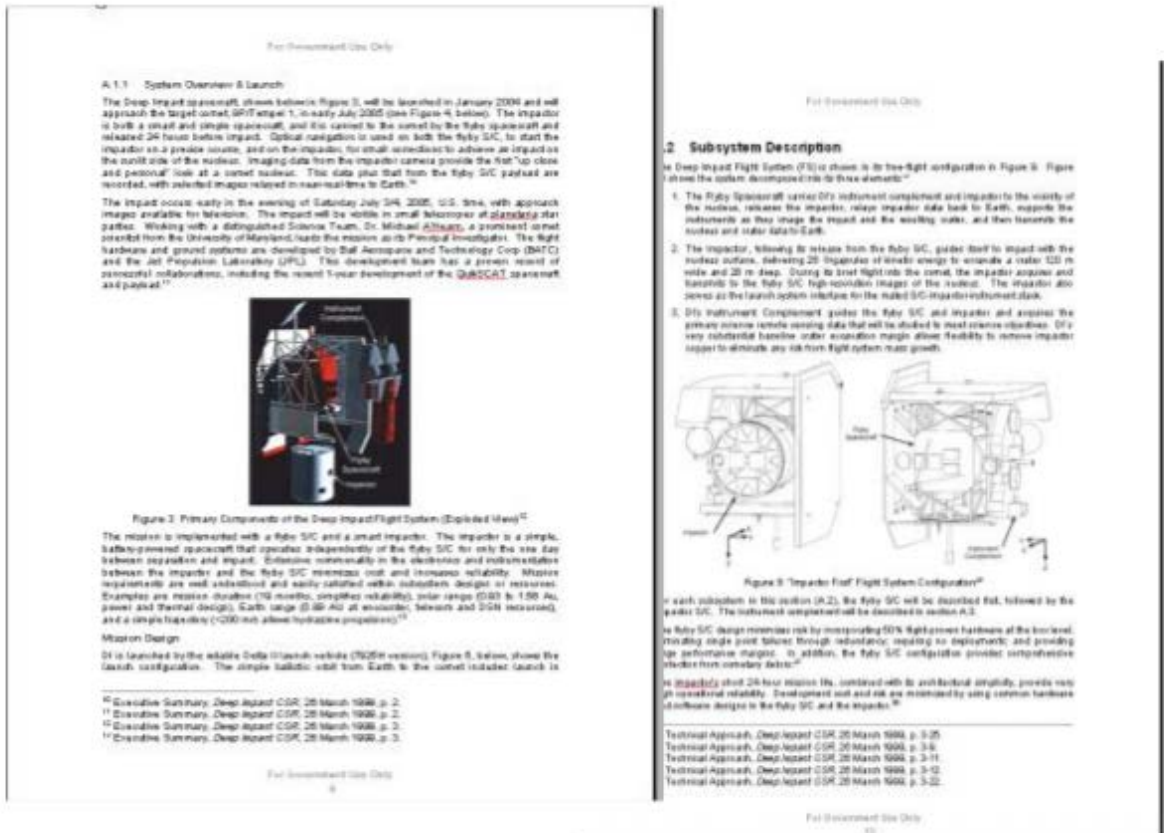 For Government Use Only
A.1.1 System Overview & Launch
The Deep Impact spacecraft, shown below in Figure 3, will be launched in January 2004 and will
approach the target comet, 9P/Tempel 1, in early July 2005 (see Figure 4, below). The impactor
is both a smart and simple spacecraft, and it is carried to the comet by the flyby spacecraft and
released 24 hours before impact. Optical navigation is used on both the flyby S/C, to start the
impactor on a precise course, and on the impactor, for small corrections to achieve an impact on
the sunlit side of the nucleus. Imaging data from the impactor camera provide the first "up close
and personal" look at a comet nucleus. This data plus that from the flyby S/C payload are
recorded, with selected images relayed in near-real-time to Earth.
The impact occurs early in the evening of Saturday July 3/4, 2005, U.S. time, with approach
images available for television. The impact will be visible in small telescopes at planetaria star
parties. Working with a distinguished Science Team, Dr. Michael A'Hearn, a prominent comet
scientist from the University of Maryland, leads the mission as its Principal Investigator. The flight
hardware and ground systems are developed by Ball Aerospace and Technology Corp (BATC)
and the Jet Propulsion Laboratory (JPL). This development team has a proven record of
successful collaborations, including the recent 1-year development of the QuikSCAT spacecraft
and payload.
Instrument
Complement
Flyby
Spacecraft
Impactor
Figure 3 Primary Components of the Deep Impact Flight System (Exploded View)
The mission is implemented with a flyby S/C and a smart impactor. The impactor is a simple,
battery-powered spacecraft that operates independently of the flyby S/C for only the one day
between separation and impact. Extensive commonality in the electronics and instrumentation
between the impactor and the flyby S/C minimizes cost and increases reliability. Mission
requirements are well understood and easily satisfied within subsystem designs or resources.
Examples are mission duration (19 months, simplifies reliability), solar range
power and thermal design), Earth range (0.89 AU at encounter, telecom and DSN resources),
and a simple trajectory (<200 m/s allows hydrazine propulsion).
Mission Design
DI is launched by the reliable Delta II launch vehicle (7925H version), Figure 5, below, shows the
launch configuration. The simple ballistic orbit from Earth to the comet includes launch in
Executive Summary, Deep Impact CSR, 26 March 1999, p. 2.
Executive Summary, Deep Impact CSR, 26 March 1999, p. 2.
Executive Summary, Deep Impact CSR, 26 March 1999, p. 3.
Executive Summary, Deep Impact CSR, 26 March 1999, p. 3.
For Government Use Only
For Government Use Only
.2 Subsystem Description
e Deep Impact Flight System (FS) is shown in its free-flight configuration in Figure 9. Figure
shows the system decomposed into its three elements:
1. The Flyby Spacecraft carries DI's instrument complement and impactor to the vicinity of
the nucleus, releases the impactor, relays impactor data back to Earth, supports the
instruments as they image the impact and the resulting crater, and then transmits the
nucleus and crater data to Earth.
2. The Impactor, following its release from the flyby S/C, guides itself to impact with the
nucleus surface, delivering gigajoules of kinetic energy to excavate a crater 120 m
wide and 28 m deep. During its brief flight into the comet, the impactor acquires and
transmits to the flyby S/C high-resolution images of the nucleus. The impactor also
serves as the launch system interface for the mated S/C-impactor-instrument stack.
3. DI's Instrument Complement guides the flyby S/C and impactor and acquires the
primary science remote sensing data that will be studied to meet science objectives. DI's
very substantial baseline crater excavation margin allows flexibility to remove impactor
copper to eliminate any risk from flight system mass growth.
Flyby
Spacecraft
Impactor
Instrument
Complement
Figure 9 "Impactor First" Flight System Configuration
r each subsystem in this section (A.2), the flyby S/C will be described first, followed by the
pactor S/C. The instrument complement will be described in section A.3.
e flyby S/C design minimizes risk by incorporating 50% flight-proven hardware at the box level;
minating single point failures through redundancy; requiring no deployments; and providing
ge performance margins. In addition, the flyby S/C configuration provides comprehensive
otection from cometary debris.
e impactor's short 24-hour mission life, combined with its architectural simplicity, provide very
gh operational reliability. Development cost and risk are minimized by using common hardware
d software designs in the flyby S/C and the impactor.
Technical Approach, Deep Impact CSR, 26 March 1999, p. 3-25.
Technical Approach, Deep Impact CSR, 26 March 1999, p. 3-9.
Technical Approach, Deep Impact CSR, 26 March 1999, p. 3-11.
Technical Approach, Deep Impact CSR, 26 March 1999, p. 3-12.
Technical Approach, Deep Impact CSR, 26 March 1999, p. 3-22.
For Government Use Only